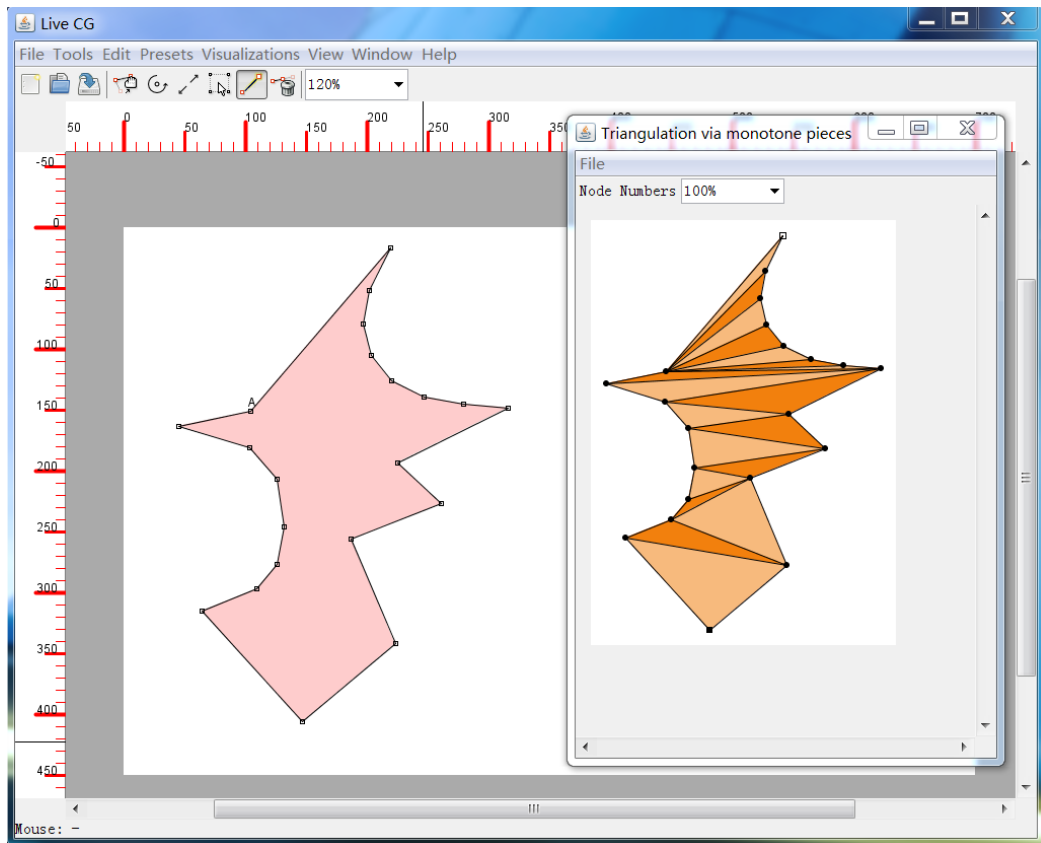 Live CG
File Tools Edit Presets Visualizations View Window Help
120%
50 0 50 100 150 200 250 300
Triangulation via monotone pieces
File
Node Numbers 100%
-50
0
50
100
150
200
250
300
350
400
450
A
Mouse: -